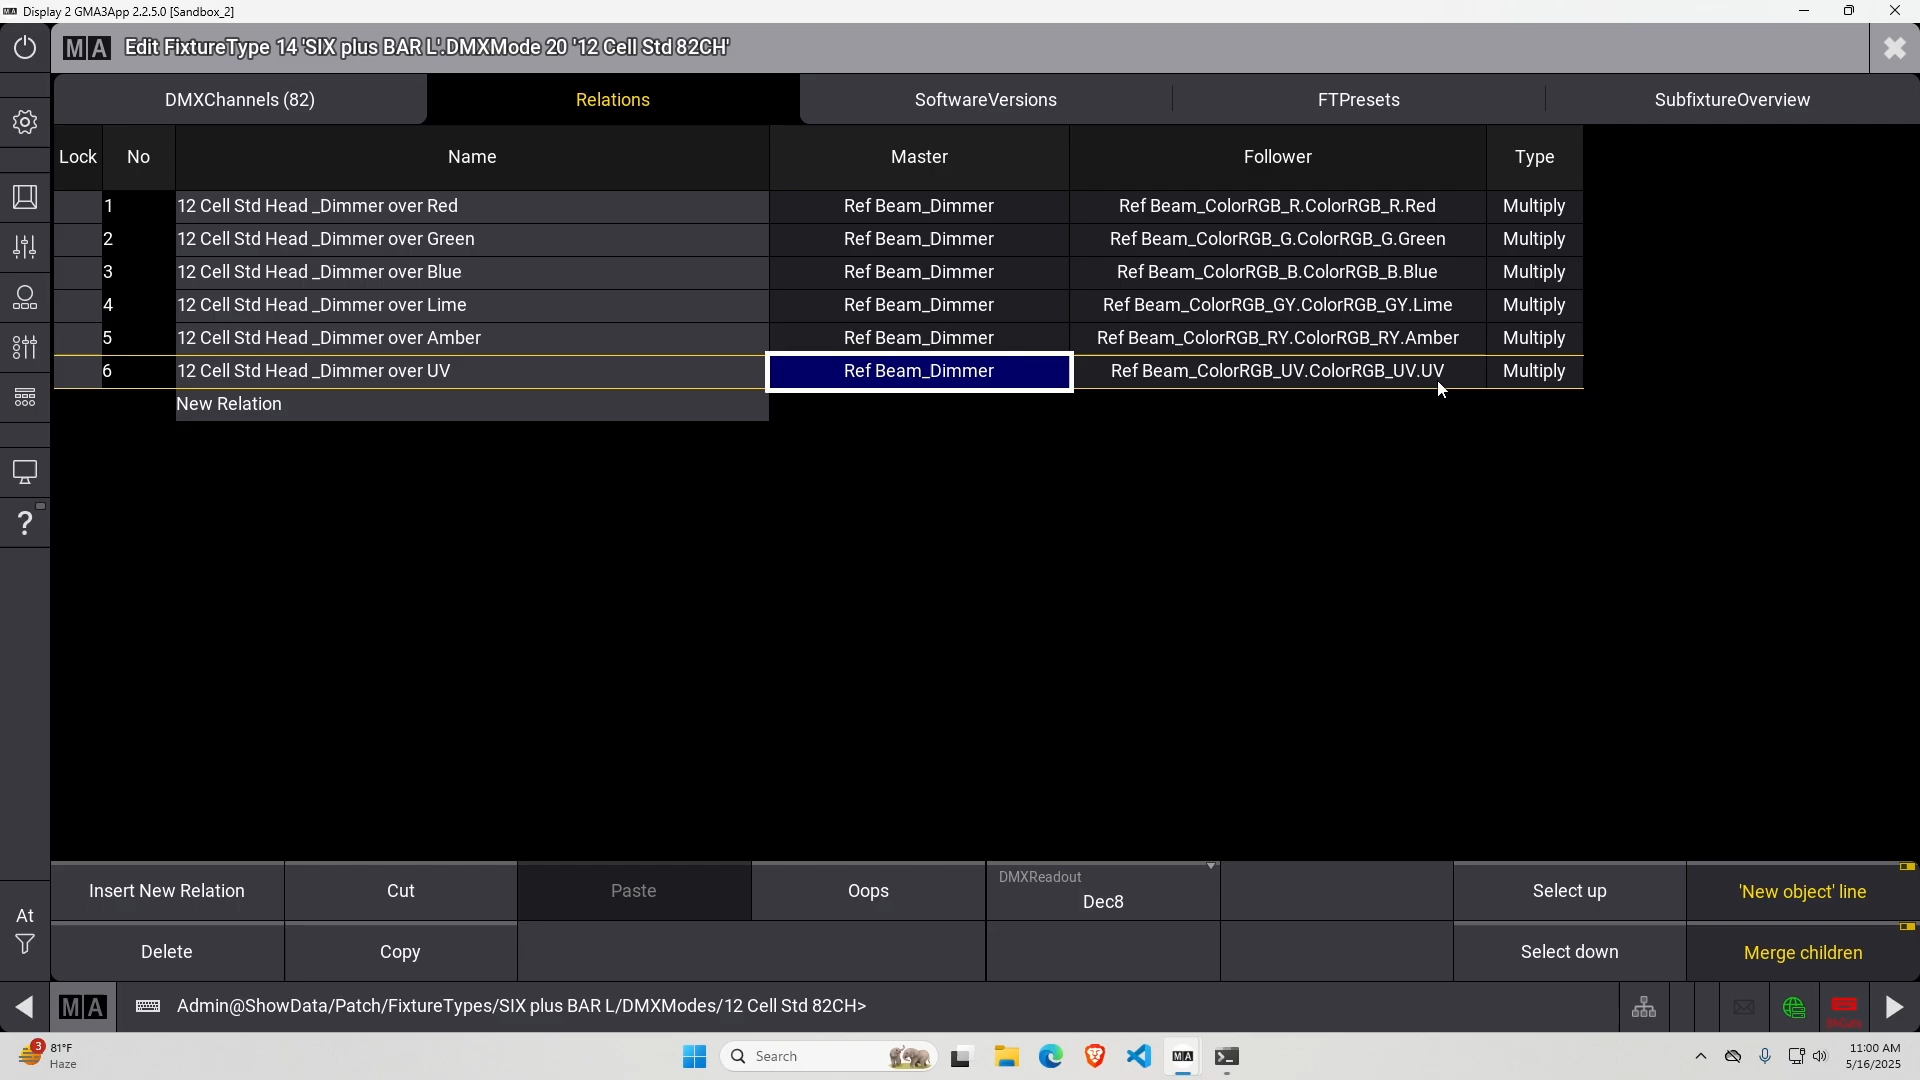 Display 2 GMA3App 2.2.5.0 [Sandbox_2]
MA Edit FixtureType 14 'SIX plus BAR L'.DMXMode 20 '12 Cell Std 82CH'
DMXChannels (82) Relations SoftwareVersions FTPresets SubfixtureOverview
Lock No Name Master Follower Type
1 12 Cell Std Head _Dimmer over Red Ref Beam_Dimmer Ref Beam_ColorRGB_R.ColorRGB_R.Red Multiply
2 12 Cell Std Head _Dimmer over Green Ref Beam_Dimmer Ref Beam_ColorRGB_G.ColorRGB_G.Green Multiply
3 12 Cell Std Head _Dimmer over Blue Ref Beam_Dimmer Ref Beam_ColorRGB_B.ColorRGB_B.Blue Multiply
4 12 Cell Std Head _Dimmer over Lime Ref Beam_Dimmer Ref Beam_ColorRGB_GY.ColorRGB_GY.Lime Multiply
5 12 Cell Std Head _Dimmer over Amber Ref Beam_Dimmer Ref Beam_ColorRGB_RY.ColorRGB_RY.Amber Multiply
6 12 Cell Std Head _Dimmer over UV Ref Beam_Dimmer Ref Beam_ColorRGB_UV.ColorRGB_UV.UV Multiply
New Relation
Insert New Relation Cut Paste Oops DMXReadout Dec8 Select up 'New object' line
Delete Copy Select down Merge children
At
MA Admin@ShowData/Patch/FixtureTypes/SIX plus BAR L/DMXModes/12 Cell Std 82CH>
3 81°F
Haze
Search
MA
11:00 AM
5/16/2025